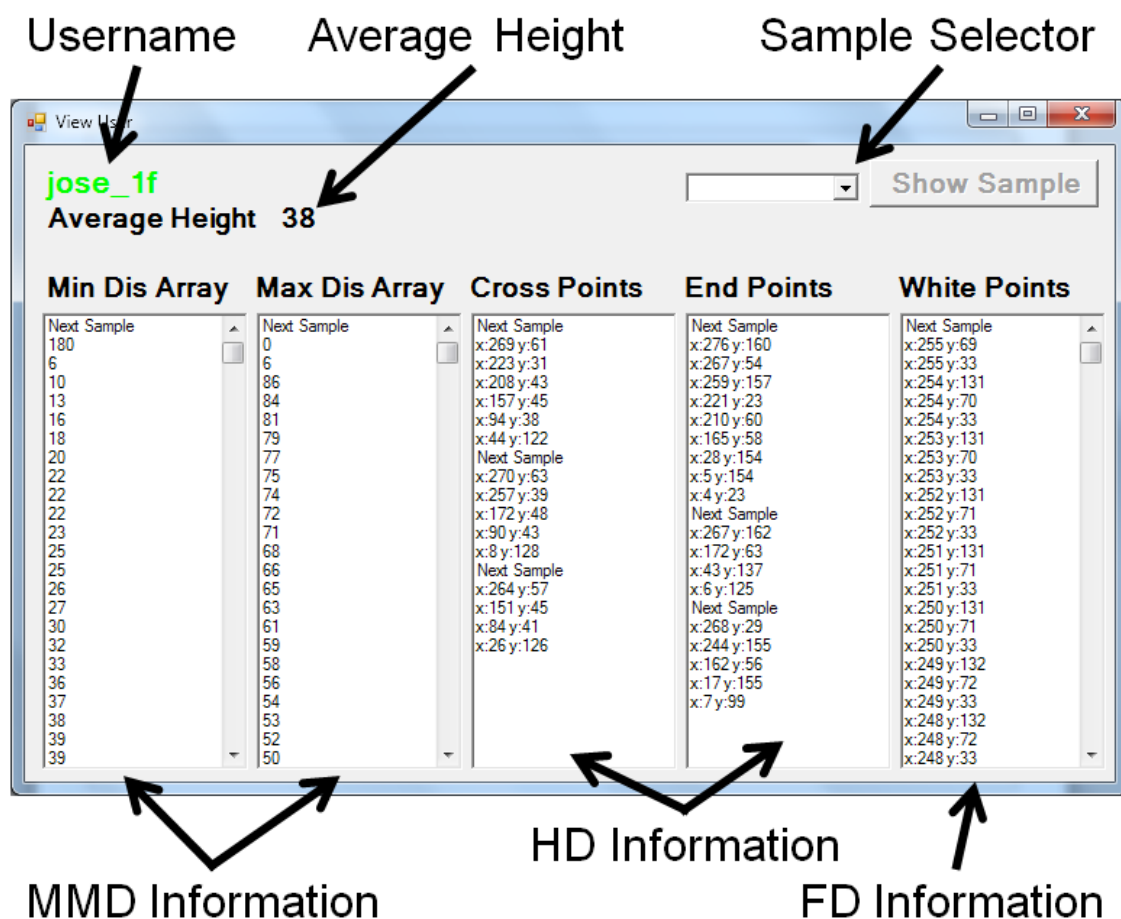 Username Average Height Sample Selector
View User
jose_1f
Show Sample
Average Height 38
Min Dis Array Max Dis Array Cross Points End Points White Points
Next Sample Next Sample Next Sample Next Sample Next Sample
180 0 x:269 y:61 x:276 y:160 x:255 y:69
6 6 x:223 y:31 x:267 y:54 x:255 y:33
10 86 x:208 y:43 x:259 y:157 x:254 y:131
13 84 x:157 y:45 x:221 y:23 x:254 y:70
16 81 x:94 y:38 x:210 y:60 x:254 y:33
18 79 x:44 y:122 x:165 y:58 x:253 y:131
20 77 Next Sample x:28 y:154 x:253 y:70
22 75 x:270 y:63 x:5 y:154 x:253 y:33
22 74 x:257 y:39 x:4 y:23 x:252 y:131
22 72 x:172 y:48 Next Sample x:252 y:71
23 71 x:90 y:43 x:267 y:162 x:252 y:33
25 68 x:8 y:128 x:172 y:63 x:251 y:131
25 66 Next Sample x:43 y:137 x:251 y:71
26 65 x:264 y:57 x:6 y:125 x:251 y:33
27 63 x:151 y:45 Next Sample x:250 y:131
30 61 x:84 y:41 x:268 y:29 x:250 y:71
32 59 x:26 y:126 x:244 y:155 x:250 y:33
33 58 x:162 y:56 x:249 y:132
36 56 x:17 y:155 x:249 y:72
37 54 x:7 y:99 x:249 y:33
38 53 x:248 y:132
39 52 x:248 y:72
39 50 x:248 y:33
HD Information
MMD Information FD Information